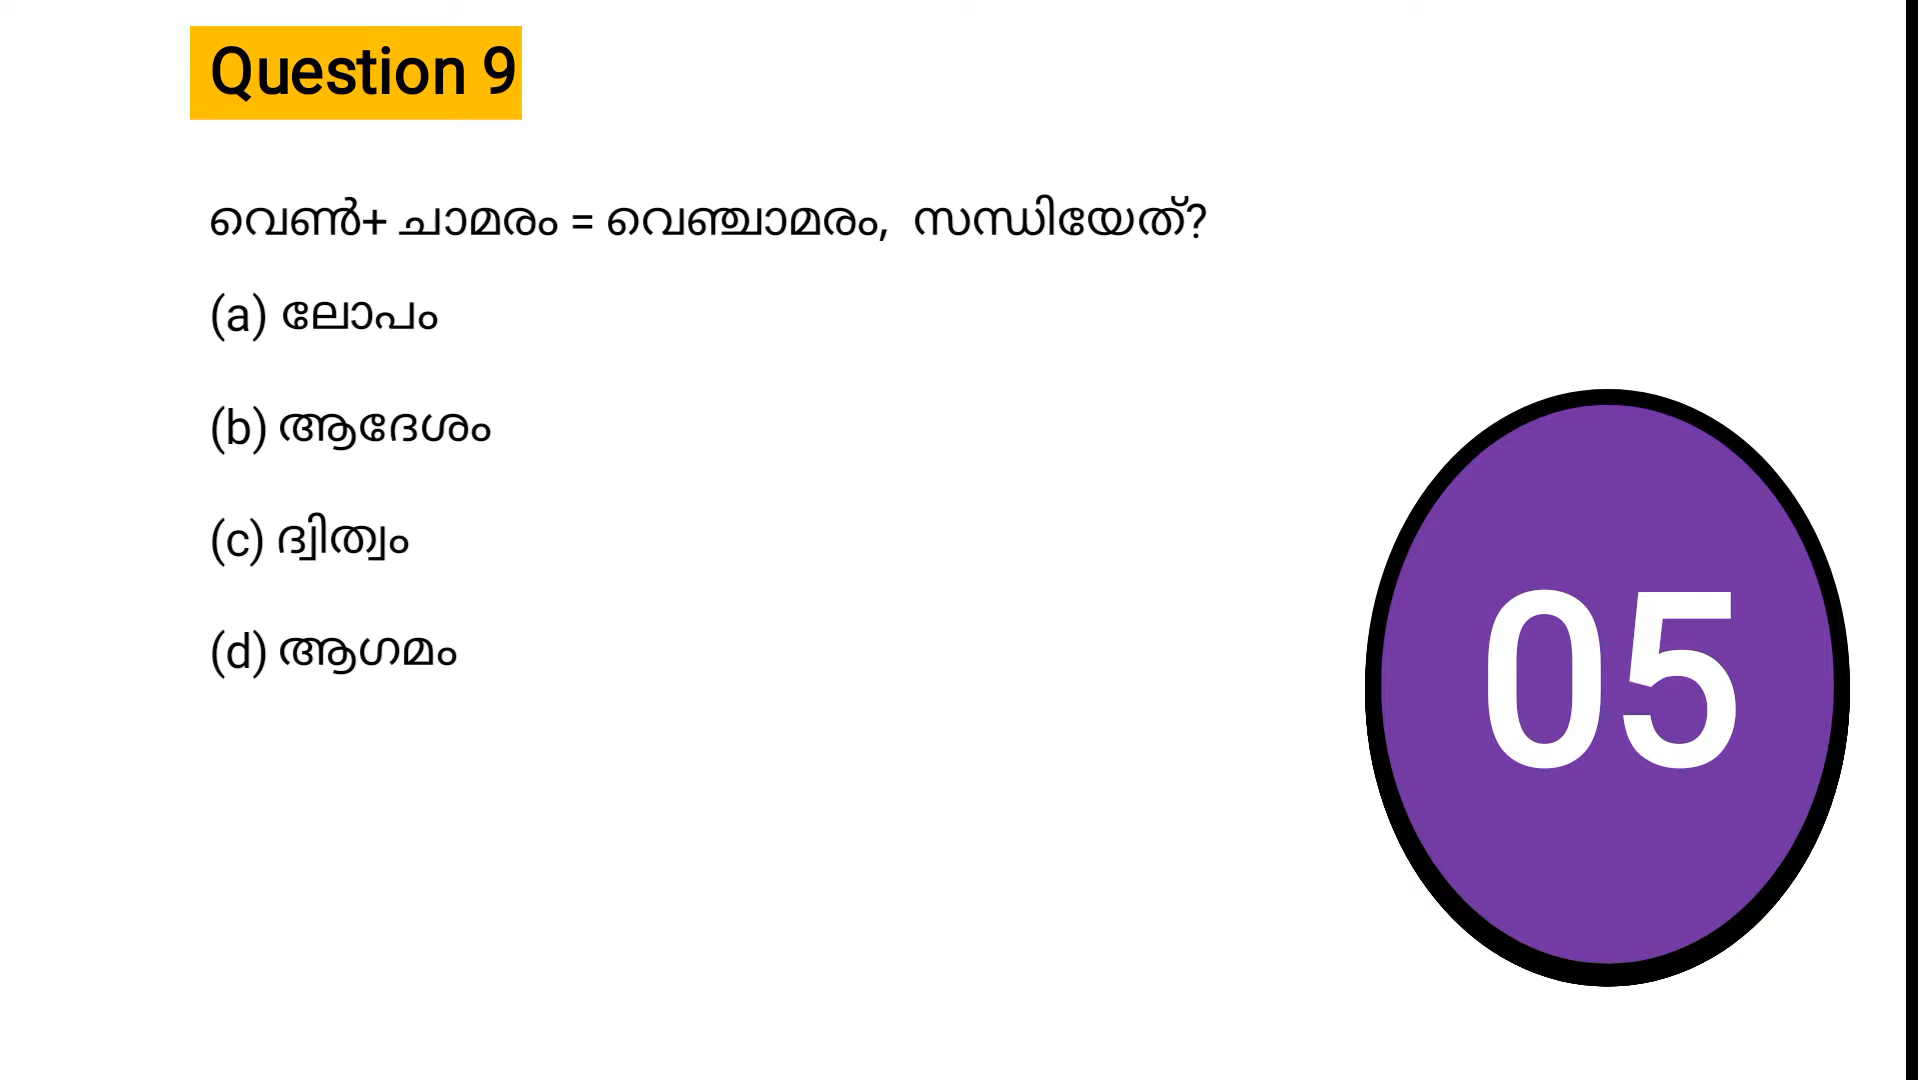 Question 9
വെൺ+ ചാമരം = വെഞ്ചാമരം, സന്ധിയേത്?
(a) ലോപം
(b) ആദേശം
(c) ദ്വിത്വം
(d) ആഗമം
05